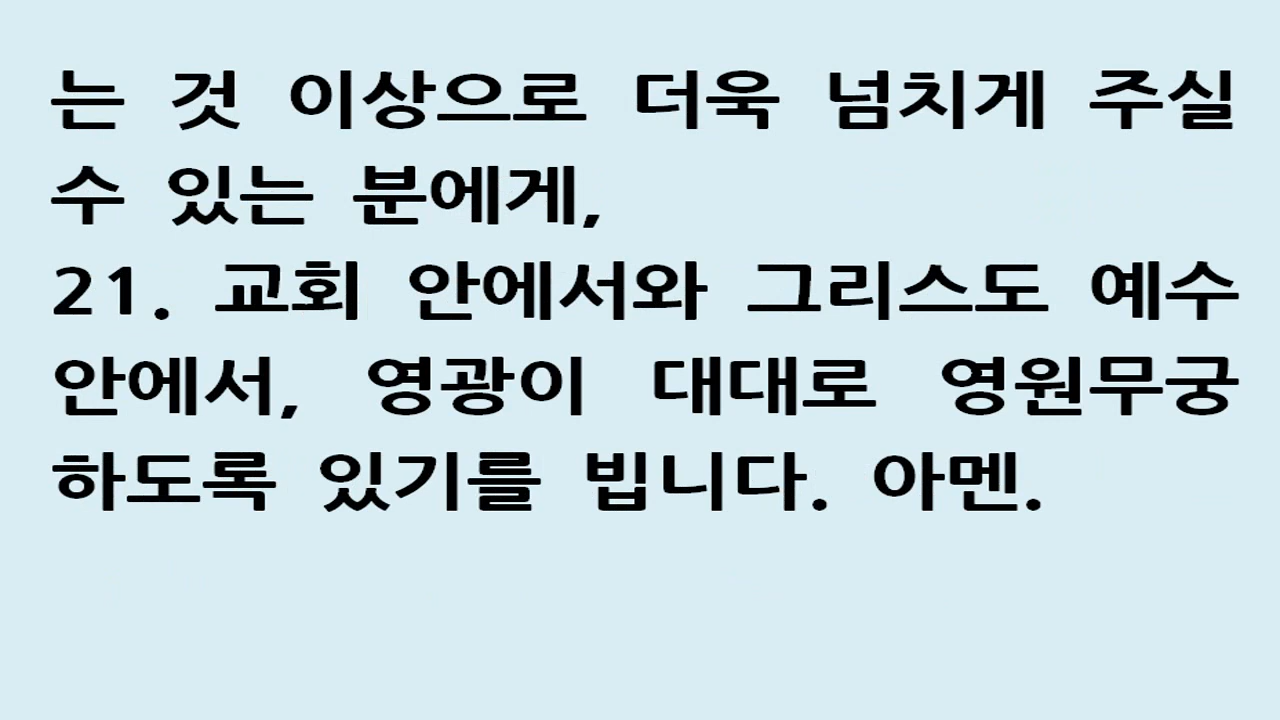 는 것 이상으로 더욱 넘치게 주실
수 있는 분에게,
21. 교회 안에서와 그리스도 예수
안에서, 영광이 대대로 영원무궁
하도록 있기를 빕니다. 아멘.